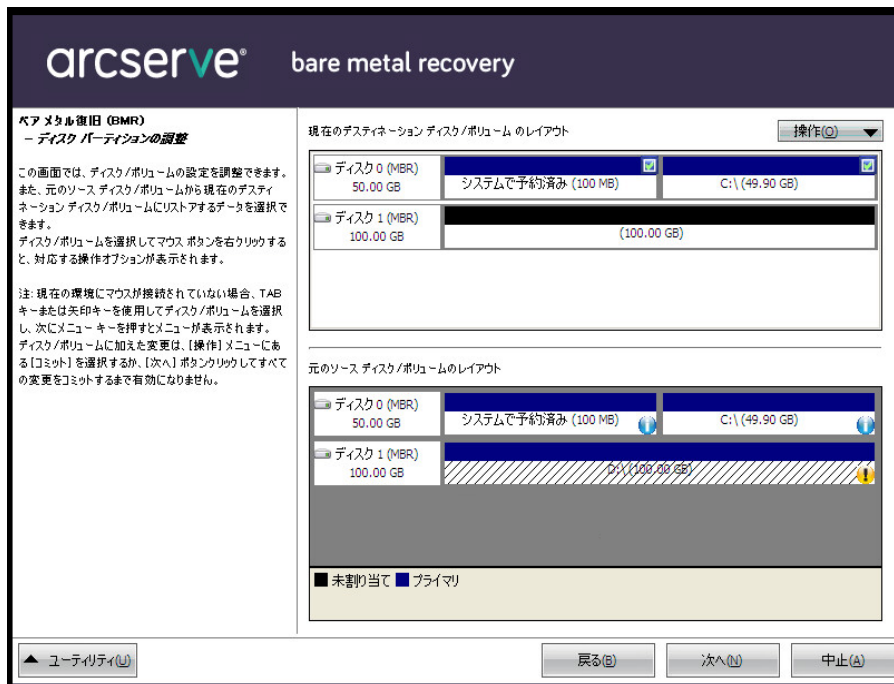 arcserve® bare metal recovery
ベア メタル復旧 (BMR)
– ディスク パーティションの調整
この画面では、ディスク/ボリュームの設定を調整できます。
また、元のソース ディスク/ボリュームから現在のデスティ
ネーション ディスク/ボリュームにリストアするデータを選択で
きます。
ディスク/ボリュームを選択してマウス ボタンを右クリックする
と、対応する操作オプションが表示されます。
注: 現在の環境にマウスが接続されていない場合、TAB
キーまたは矢印キーを使用してディスク/ボリュームを選択
し、次にメニュー キーを押すとメニューが表示されます。
ディスク/ボリュームに加えた変更は、[操作] メニューにあ
る [コミット] を選択するか、[次へ] ボタンクリックしてすべて
の変更をコミットするまで有効になりません。
現在のデスティネーション ディスク/ボリューム のレイアウト
操作(O)
ディスク 0 (MBR)
50.00 GB
システムで予約済み (100 MB)
C:\ (49.90 GB)
ディスク 1 (MBR)
100.00 GB
(100.00 GB)
元のソース ディスク/ボリュームのレイアウト
ディスク 0 (MBR)
50.00 GB
システムで予約済み (100 MB)
C:\ (49.90 GB)
ディスク 1 (MBR)
100.00 GB
D:\ (100.00 GB)
未割り当て プライマリ
ユーティリティ(U)
戻る(B)
次へ(N)
中止(A)